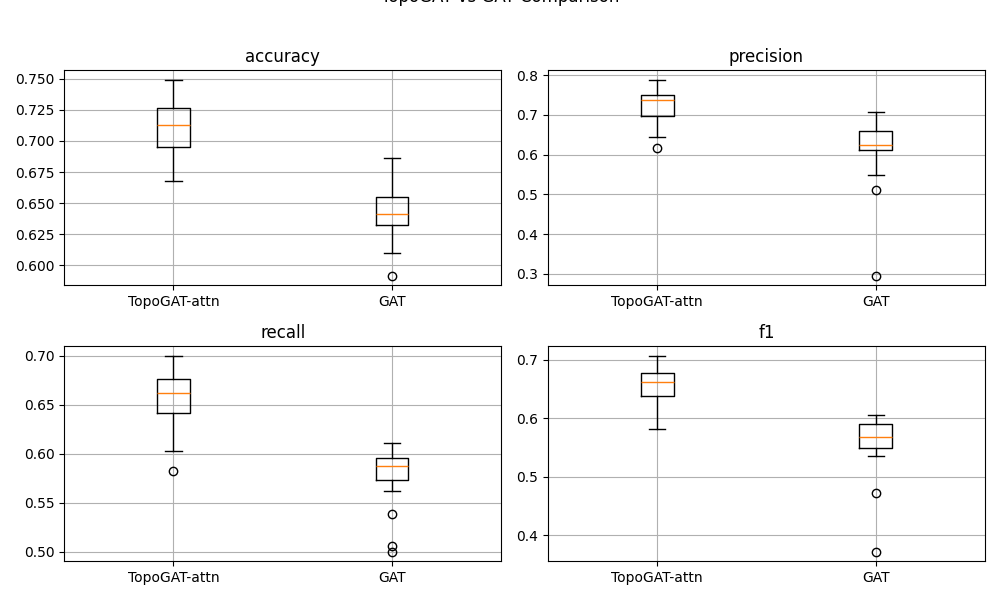 TopoGAT vs GAT Comparison
accuracy
0.750
0.725
0.700
0.675
0.650
0.625
0.600
TopoGAT-attn GAT
precision
0.8
0.7
0.6
0.5
0.4
0.3
TopoGAT-attn GAT
recall
0.70
0.65
0.60
0.55
0.50
TopoGAT-attn GAT
f1
0.7
0.6
0.5
0.4
TopoGAT-attn GAT